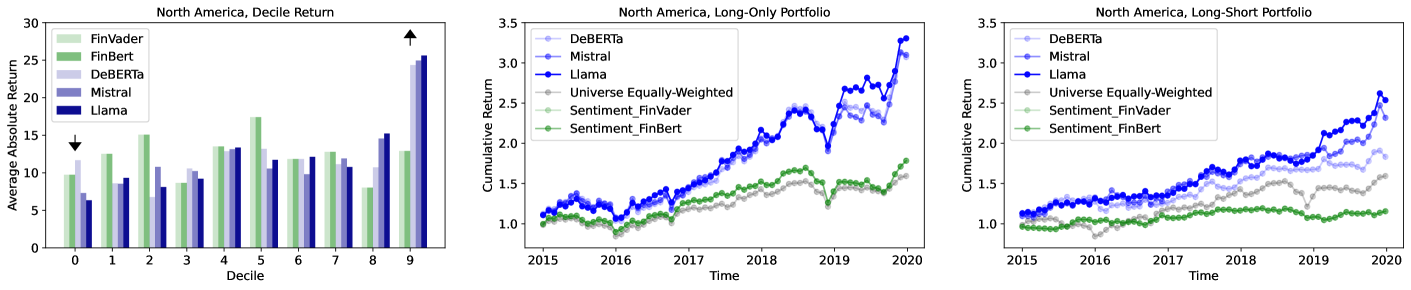 North America, Decile Return
Average Absolute Return
30
25
20
15
10
5
0
FinVader
FinBert
DeBERTa
Mistral
Llama
0 1 2 3 4 5 6 7 8 9
Decile
North America, Long-Only Portfolio
Cumulative Return
3.5
3.0
2.5
2.0
1.5
1.0
DeBERTa
Mistral
Llama
Universe Equally-Weighted
Sentiment_FinVader
Sentiment_FinBert
2015 2016 2017 2018 2019 2020
Time
North America, Long-Short Portfolio
Cumulative Return
3.5
3.0
2.5
2.0
1.5
1.0
DeBERTa
Mistral
Llama
Universe Equally-Weighted
Sentiment_FinVader
Sentiment_FinBert
2015 2016 2017 2018 2019 2020
Time